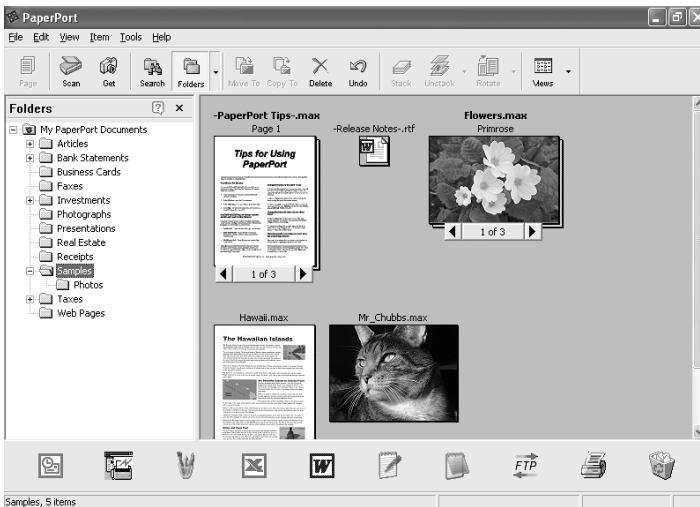 PaperPort
File Edit View Item Tools Help
Page Scan Get Search Folders Move To Copy To Delete Undo Stack Unstack Rotate Views
Folders
My PaperPort Documents
Articles
Bank Statements
Business Cards
Faxes
Investments
Photographs
Presentations
Real Estate
Receipts
Samples
Photos
Taxes
Web Pages
-PaperPort Tips-.max
Page 1
Tips for Using
PaperPort
1 of 3
-Release Notes-.rtf
W
Flowers.max
Primrose
1 of 3
Hawaii.max
The Hawaiian Islands
Mr_Chubbs.max
X W FTP
Samples, 5 items